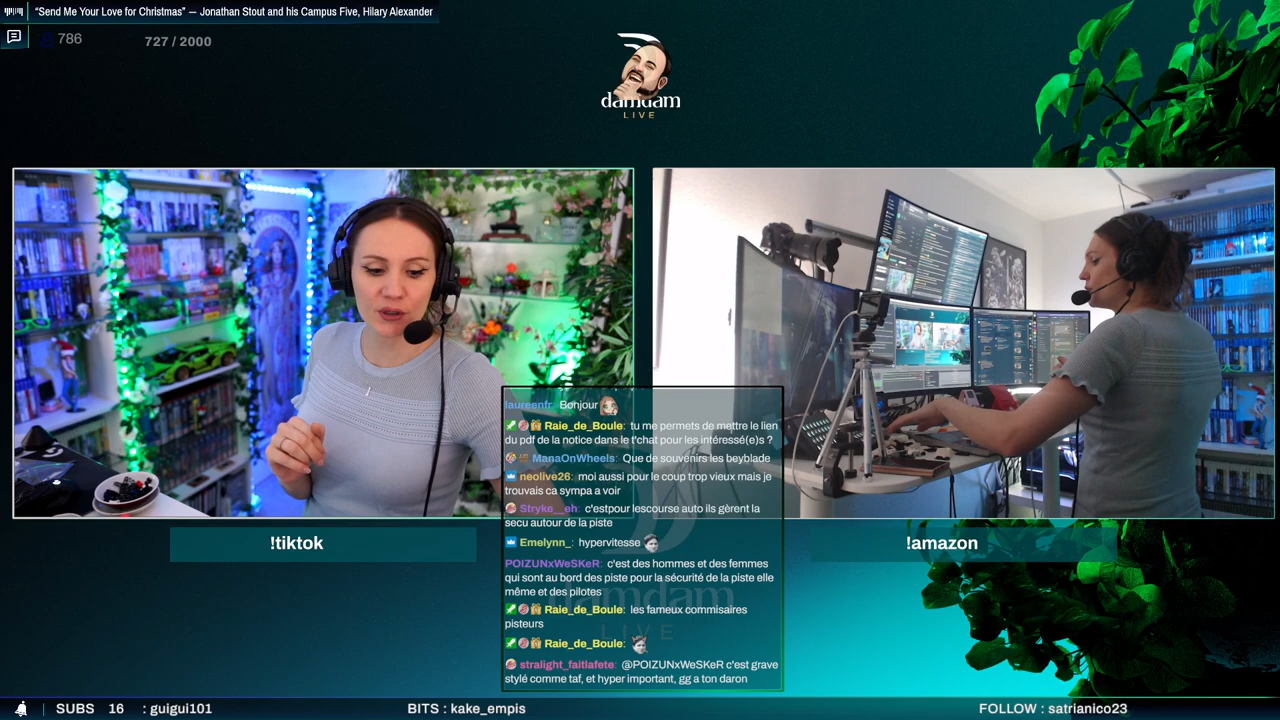 “Send Me Your Love for Christmas” — Jonathan Stout and his Campus Five, Hilary Alexander
786
727 / 2000
damdam
LIVE
laureenfr: Bonjour
Raie_de_Boule: tu me permets de mettre le lien
du pdf de la notice dans le t'chat pour les intéressé(e)s ?
ManaOnWheels: Que de souvenirs les beyblade
neolive26: moi aussi pour le coup trop vieux mais je
trouvais ca sympa a voir
Stryke__eh: c'estpour lescourse auto ils gèrent la
secu autour de la piste
Emelynn_: hypervitesse
POIZUNxWeSKeR: c'est des hommes et des femmes
qui sont au bord des piste pour la sécurité de la piste elle
même et des pilotes
Raie_de_Boule: les fameux commisaires
pisteurs
Raie_de_Boule:
stralight_faitlafete: @POIZUNxWeSKeR c'est grave
stylé comme taf, et hyper important, gg a ton daron
!tiktok
!amazon
damdam
LIVE
SUBS 16 : guigui101
BITS : kake_empis
FOLLOW : satrianico23